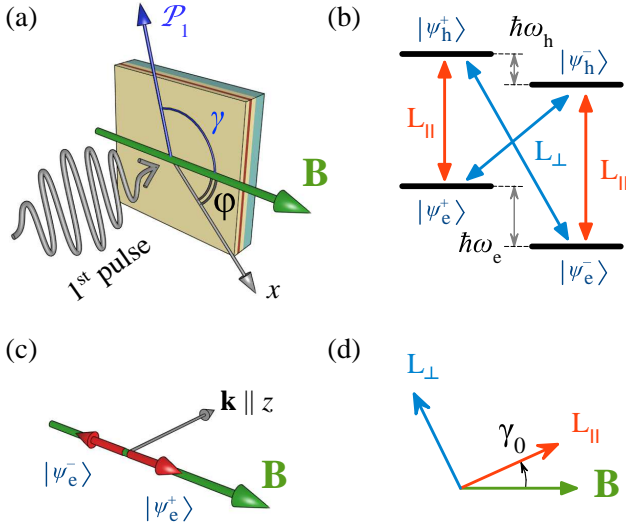 (a)
𝒫₁
γ
B
φ
1st pulse
x
(b)
|ψh⁺⟩
ħωh
|ψh⁻⟩
L∥
L⊥
L∥
|ψe⁺⟩
ħωe
|ψe⁻⟩
(c)
k ∥ z
|ψe⁻⟩
B
|ψe⁺⟩
(d)
L⊥
γ₀
L∥
B